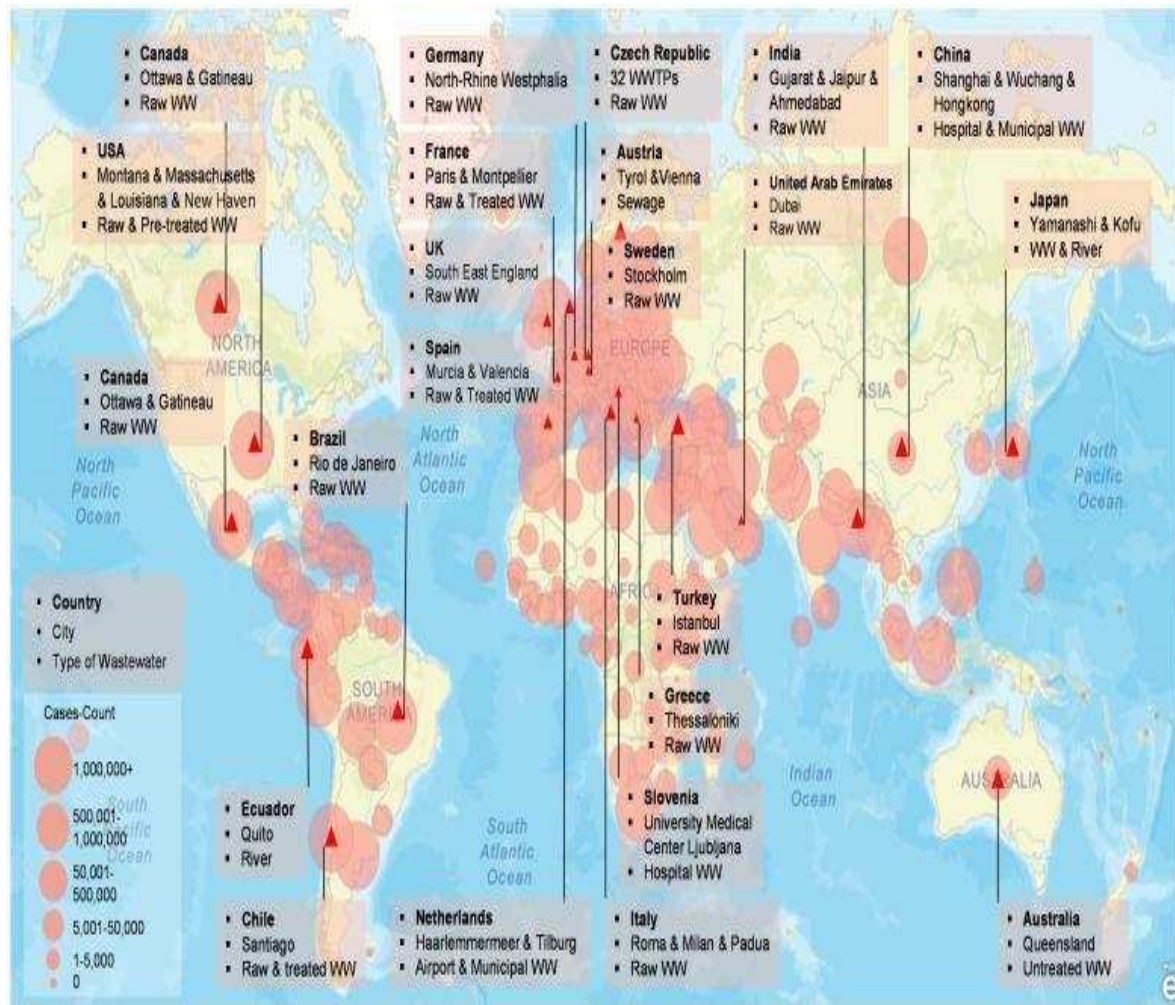 Canada
Ottawa & Gatineau
Raw WW
Germany
North-Rhine Westphalia
Raw WW
Czech Republic
32 WWTPs
Raw WW
India
Gujarat & Jaipur &
Ahmedabad
Raw WW
China
Shanghai & Wuchang &
Hongkong
Hospital & Municipal WW
USA
Montana & Massachusetts
& Louisiana & New Haven
Raw & Pre-treated WW
France
Paris & Montpellier
Raw & Treated WW
Austria
Tyrol &Vienna
Sewage
United Arab Emirates
Dubai
Raw WW
Japan
Yamanashi & Kofu
WW & River
UK
South East England
Raw WW
Sweden
Stockholm
Raw WW
NORTH
AMERICA
EUROPE
ASIA
Spain
Murcia & Valencia
Raw & Treated WW
Canada
Ottawa & Gatineau
Raw WW
Brazil
Rio de Janeiro
Raw WW
North
Pacific
Ocean
North
Atlantic
Ocean
North
Pacific
Ocean
Country
City
Type of Wastewater
AFRI
Turkey
Istanbul
Raw WW
SOUTH
AMERICA
Greece
Thessaloniki
Raw WW
Cases-Count
1,000,000+
500,001-
1,000,000
50,001-
500,000
5,001-50,000
1-5,000
0
South
Pacific
Ocean
Indian
Ocean
AUSTRALIA
Ecuador
Quito
River
South
Atlantic
Ocean
Slovenia
University Medical
Center Ljubljana
Hospital WW
Chile
Santiago
Raw & treated WW
Netherlands
Haarlemmermeer & Tilburg
Airport & Municipal WW
Italy
Roma & Milan & Padua
Raw WW
Australia
Queensland
Untreated WW